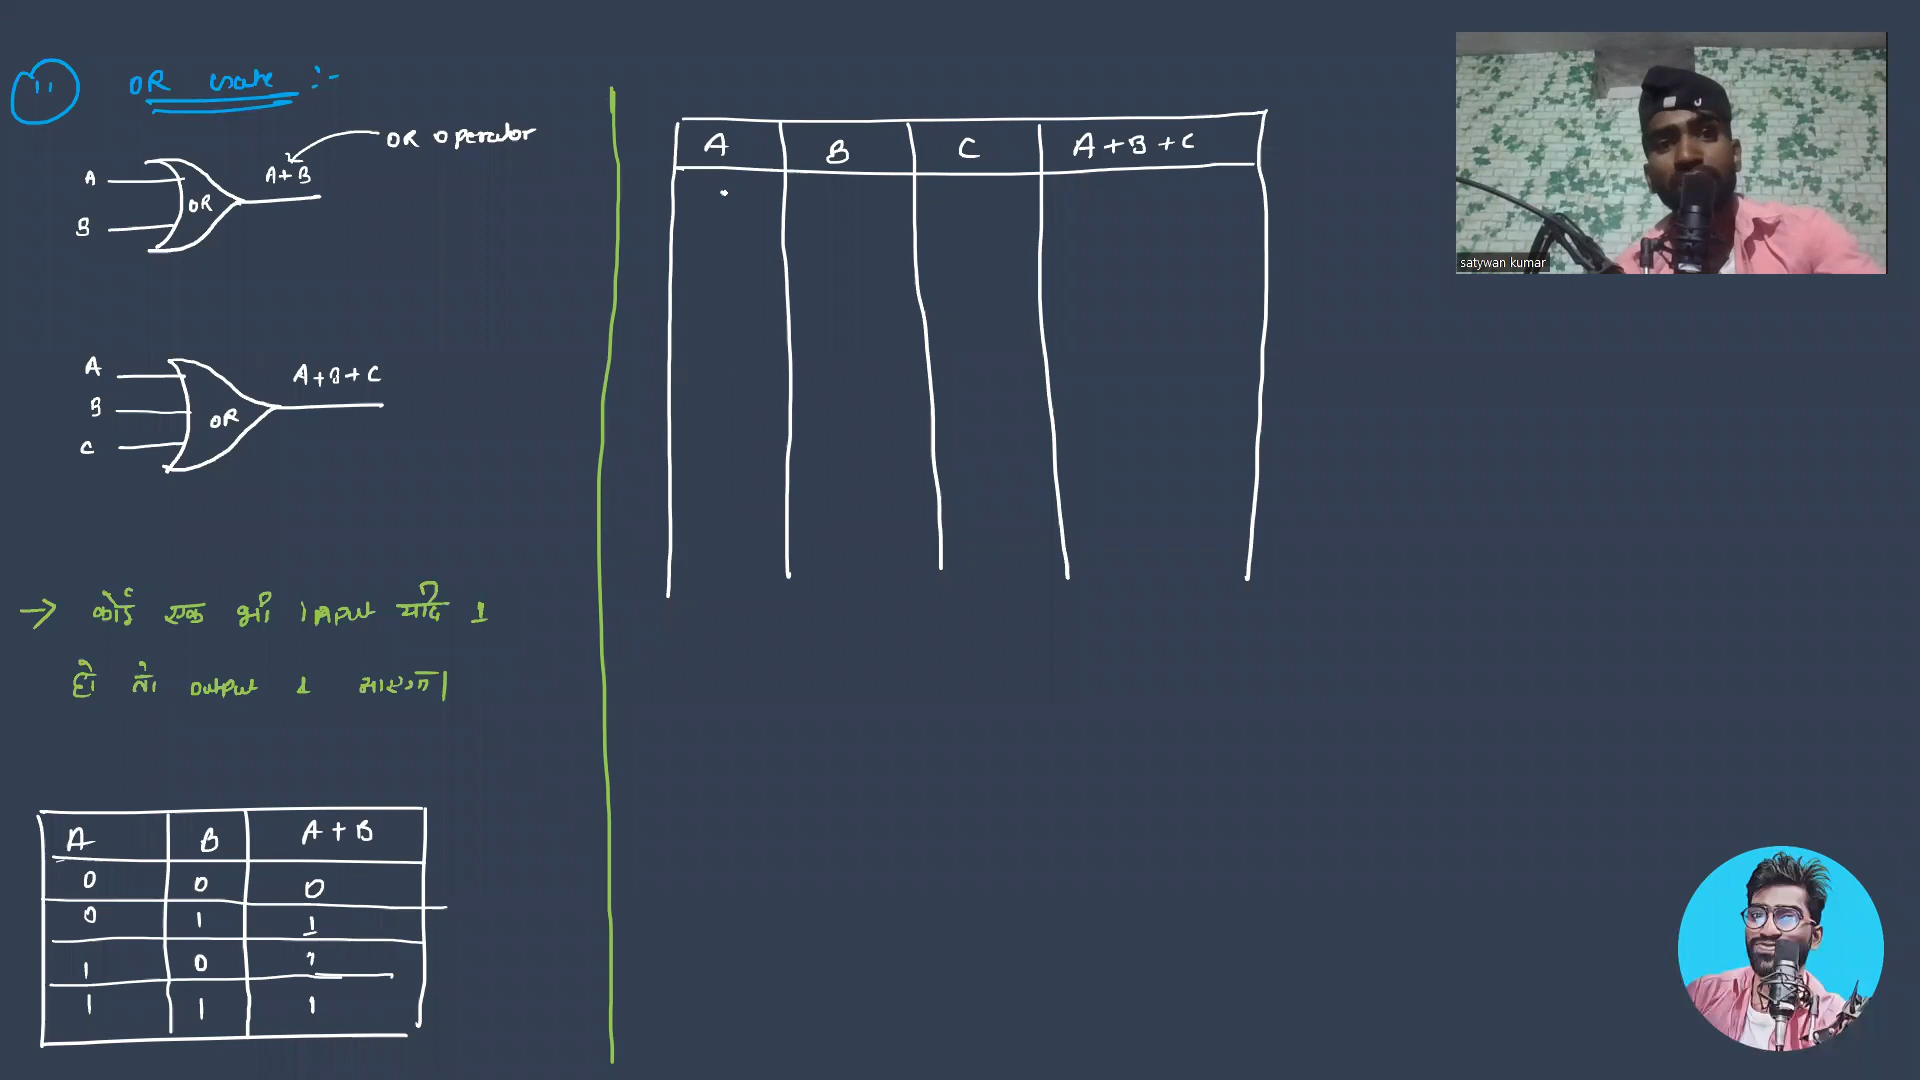 11 OR Gate :-
OR operator
A A+B
OR
B
A A+B+C
B OR
C
→ कोई एक भी input यदि 1
हो तो output 1 आएगा|
A B A+B
0 0 0
0 1 1
1 0 1
1 1 1
A B C A+B+C
satywan kumar